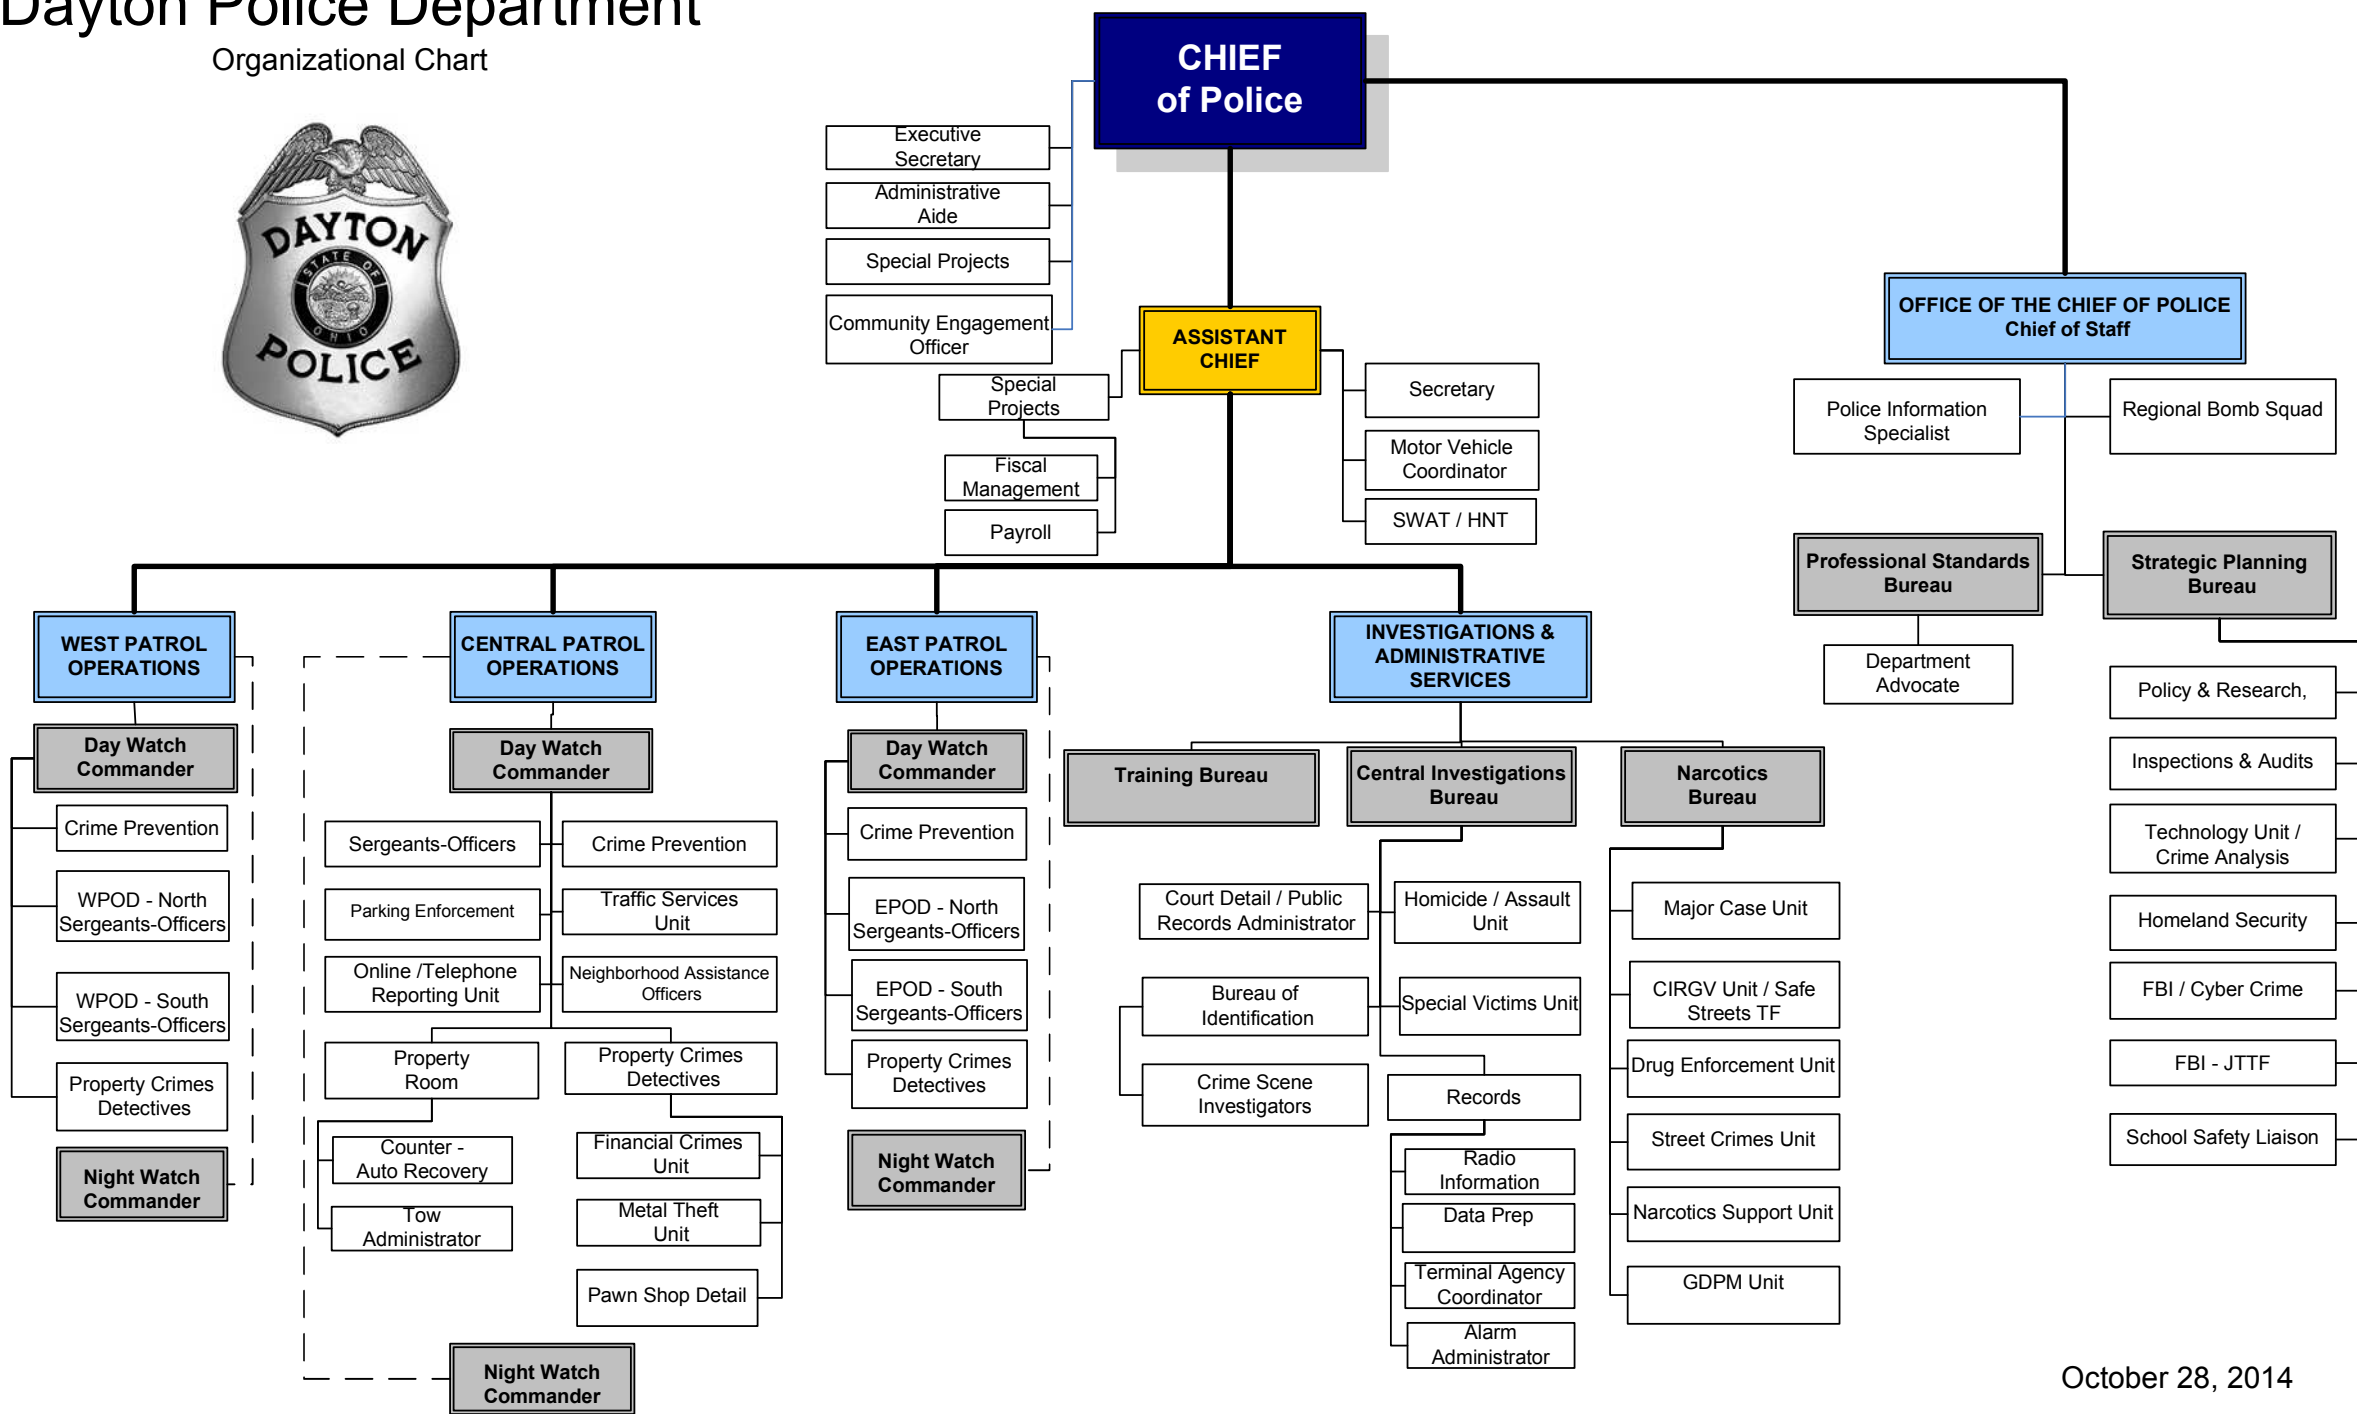 Dayton Police Department
Organizational Chart
DAYTON
STATE OF
OHIO
POLICE
CHIEF
of Police
Executive
Secretary
Administrative
Aide
Special Projects
Community Engagement
Officer
ASSISTANT
CHIEF
Special
Projects
Fiscal
Management
Payroll
Secretary
Motor Vehicle
Coordinator
SWAT / HNT
OFFICE OF THE CHIEF OF POLICE
Chief of Staff
Police Information
Specialist
Regional Bomb Squad
Professional Standards
Bureau
Strategic Planning
Bureau
Department
Advocate
Policy & Research,
Inspections & Audits
Technology Unit /
Crime Analysis
Homeland Security
FBI / Cyber Crime
FBI - JTTF
School Safety Liaison
WEST PATROL
OPERATIONS
Day Watch
Commander
Crime Prevention
WPOD - North
Sergeants-Officers
WPOD - South
Sergeants-Officers
Property Crimes
Detectives
Night Watch
Commander
CENTRAL PATROL
OPERATIONS
Day Watch
Commander
Sergeants-Officers
Crime Prevention
Parking Enforcement
Traffic Services
Unit
Online /Telephone
Reporting Unit
Neighborhood Assistance
Officers
Property
Room
Property Crimes
Detectives
Counter -
Auto Recovery
Tow
Administrator
Financial Crimes
Unit
Metal Theft
Unit
Pawn Shop Detail
Night Watch
Commander
EAST PATROL
OPERATIONS
Day Watch
Commander
Crime Prevention
EPOD - North
Sergeants-Officers
EPOD - South
Sergeants-Officers
Property Crimes
Detectives
Night Watch
Commander
INVESTIGATIONS &
ADMINISTRATIVE
SERVICES
Training Bureau
Central Investigations
Bureau
Narcotics
Bureau
Court Detail / Public
Records Administrator
Homicide / Assault
Unit
Bureau of
Identification
Special Victims Unit
Crime Scene
Investigators
Records
Radio
Information
Data Prep
Terminal Agency
Coordinator
Alarm
Administrator
Major Case Unit
CIRGV Unit / Safe
Streets TF
Drug Enforcement Unit
Street Crimes Unit
Narcotics Support Unit
GDPM Unit
October 28, 2014